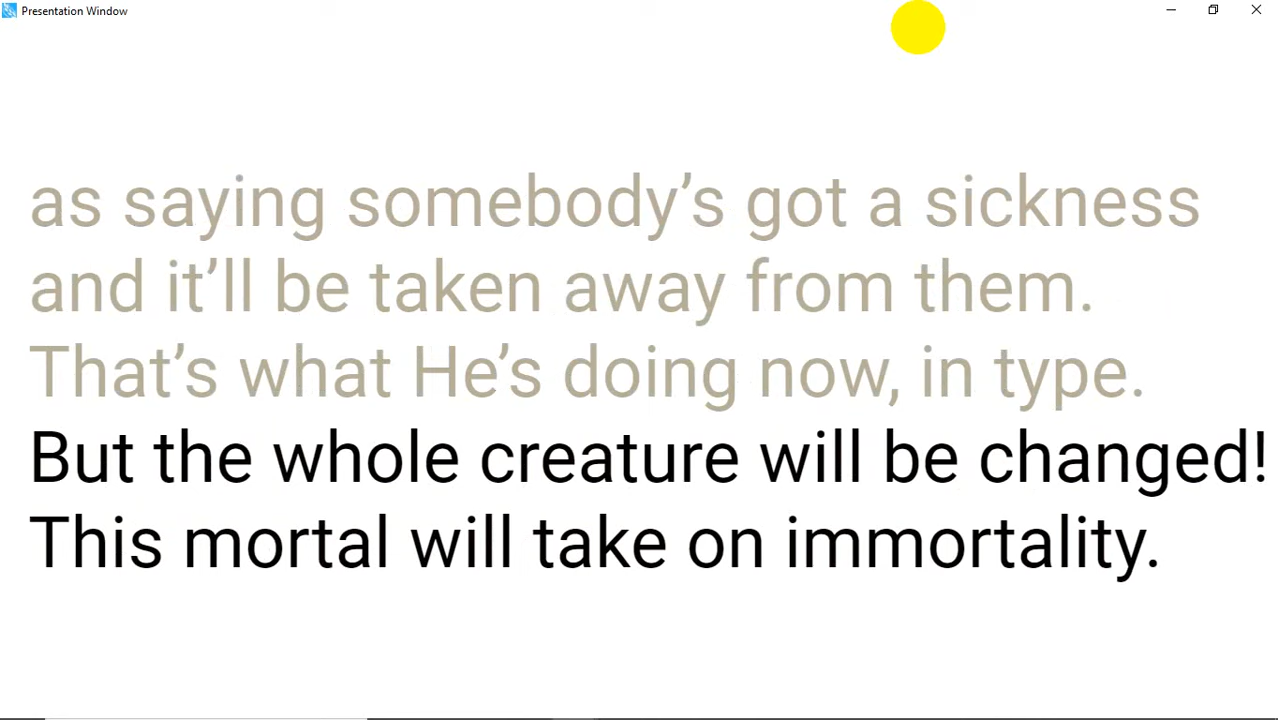 Presentation Window
as saying somebody’s got a sickness
and it’ll be taken away from them.
That’s what He’s doing now, in type.
But the whole creature will be changed!
This mortal will take on immortality.